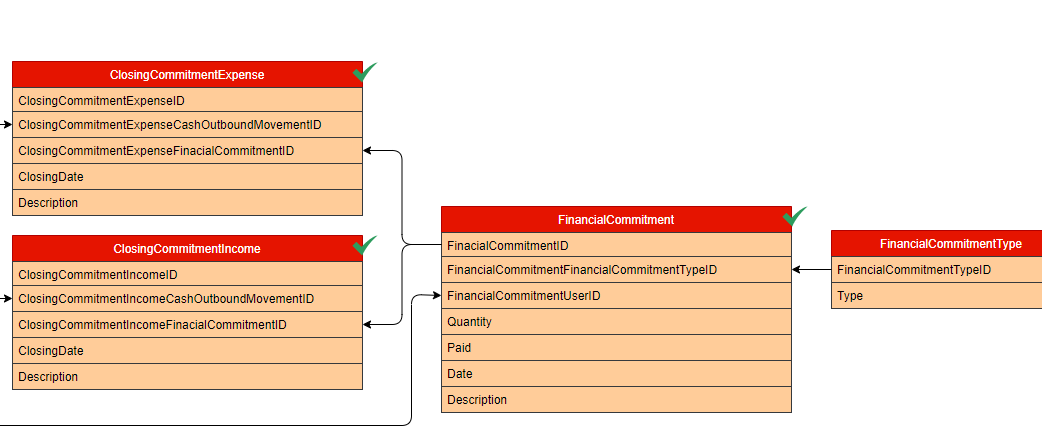 ClosingCommitmentExpense
ClosingCommitmentExpenseID
ClosingCommitmentExpenseCashOutboundMovementID
ClosingCommitmentExpenseFinacialCommitmentID
ClosingDate
Description
ClosingCommitmentIncome
ClosingCommitmentIncomeID
ClosingCommitmentIncomeCashOutboundMovementID
ClosingCommitmentIncomeFinacialCommitmentID
ClosingDate
Description
FinancialCommitment
FinacialCommitmentID
FinancialCommitmentFinancialCommitmentTypeID
FinancialCommitmentUserID
Quantity
Paid
Date
Description
FinancialCommitmentType
FinancialCommitmentTypeID
Type